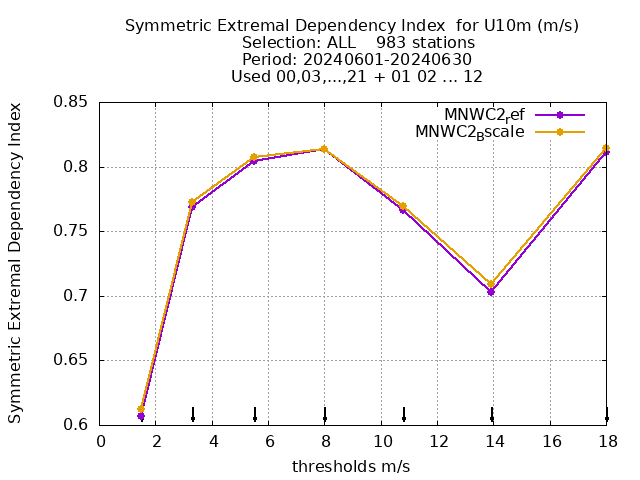 Symmetric Extremal Dependency Index  for U10m (m/s)
Selection: ALL    983 stations
Period: 20240601-20240630
Used 00,03,...,21 + 01 02 ... 12
Symmetric Extremal Dependency Index
0.85
0.8
0.75
0.7
0.65
0.6
MNWC2ref
MNWC2Bscale
0 2 4 6 8 10 12 14 16 18
thresholds m/s